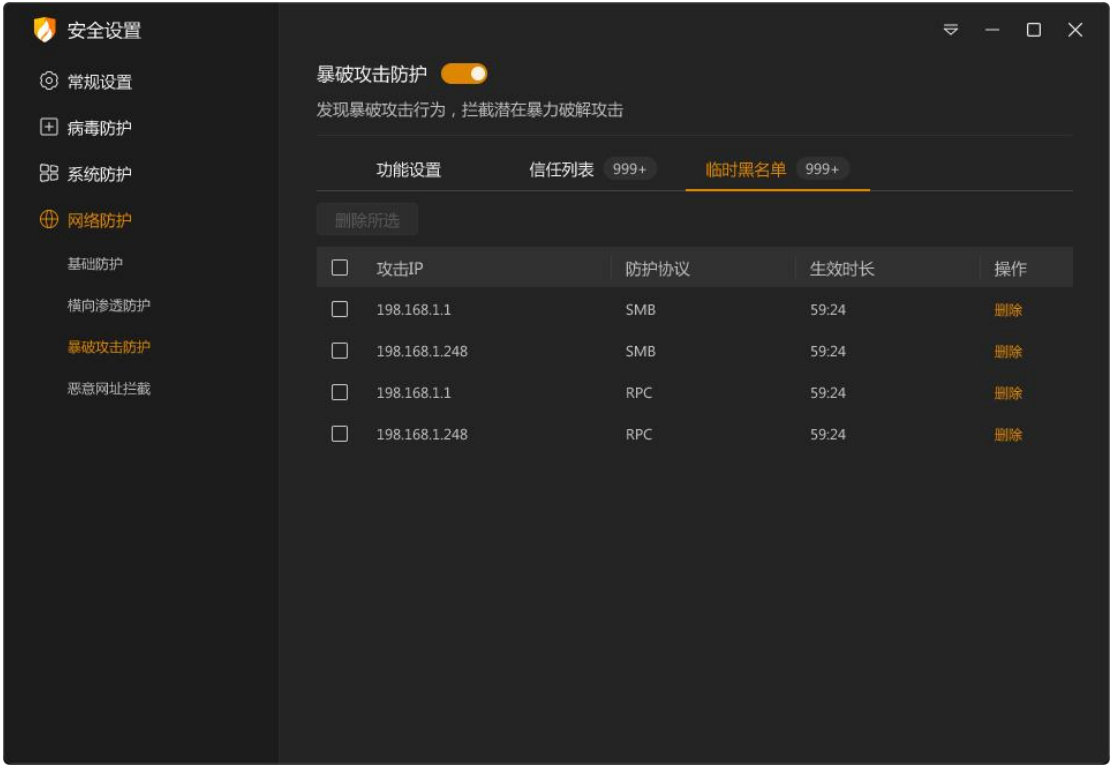 安全设置
常规设置
病毒防护
系统防护
网络防护
基础防护
横向渗透防护
暴破攻击防护
恶意网址拦截
暴破攻击防护
发现暴破攻击行为，拦截潜在暴力破解攻击
功能设置 信任列表 999+ 临时黑名单 999+
删除所选
攻击IP 防护协议 生效时长 操作
198.168.1.1 SMB 59:24 删除
198.168.1.248 SMB 59:24 删除
198.168.1.1 RPC 59:24 删除
198.168.1.248 RPC 59:24 删除